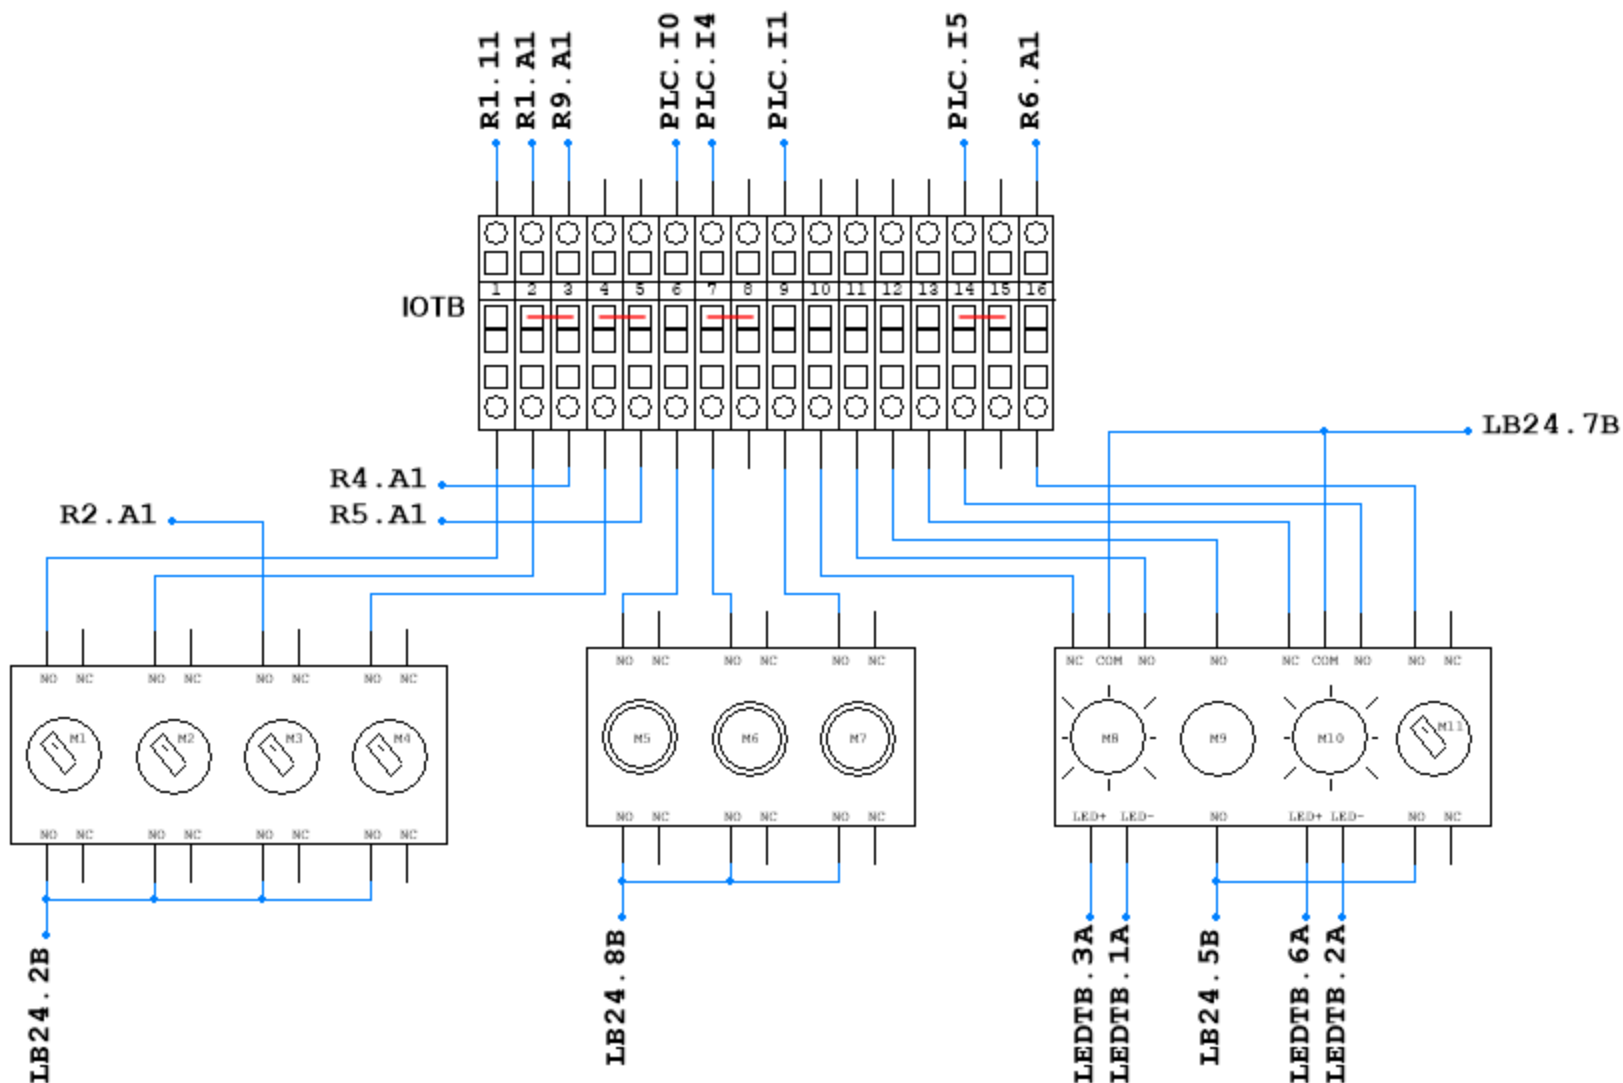 R1.11 R1.A1 R9.A1 PLC.I0 PLC.I4 PLC.I1 PLC.I5 R6.A1
1 2 3 4 5 6 7 8 9 10 11 12 13 14 15 16
IOTB
LB24.7B
R4.A1
R2.A1 R5.A1
NO NC NO NC NO NC NO NC
NO NC NO NC NO NC
NC COM NO NO NC COM NO NO NC
M1 M2 M3 M4
M5 M6 M7
M8 M9 M10 M11
NO NC NO NC NO NC NO NC
NO NC NO NC NO NC
LED+ LED- NO LED+ LED- NO NC
LB24.2B
LB24.8B
LEDTB.3A LEDTB.1A LB24.5B LEDTB.6A LEDTB.2A